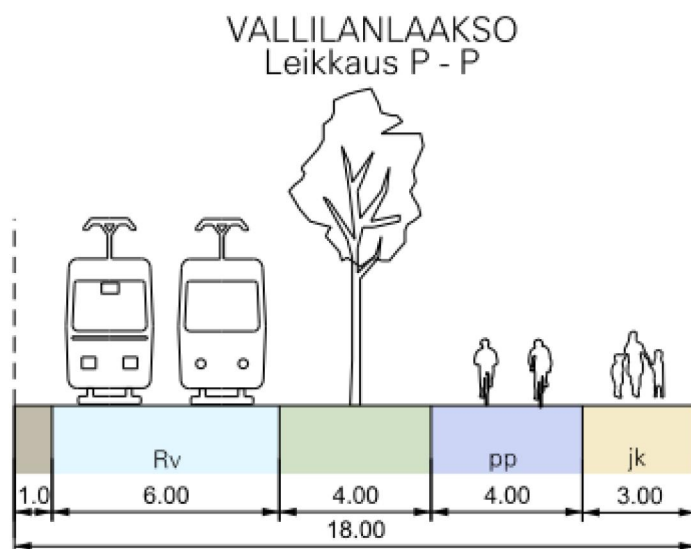 VALLILANLAAKSO
Leikkaus P - P
Rv pp jk
1.0 6.00 4.00 4.00 3.00
18.00